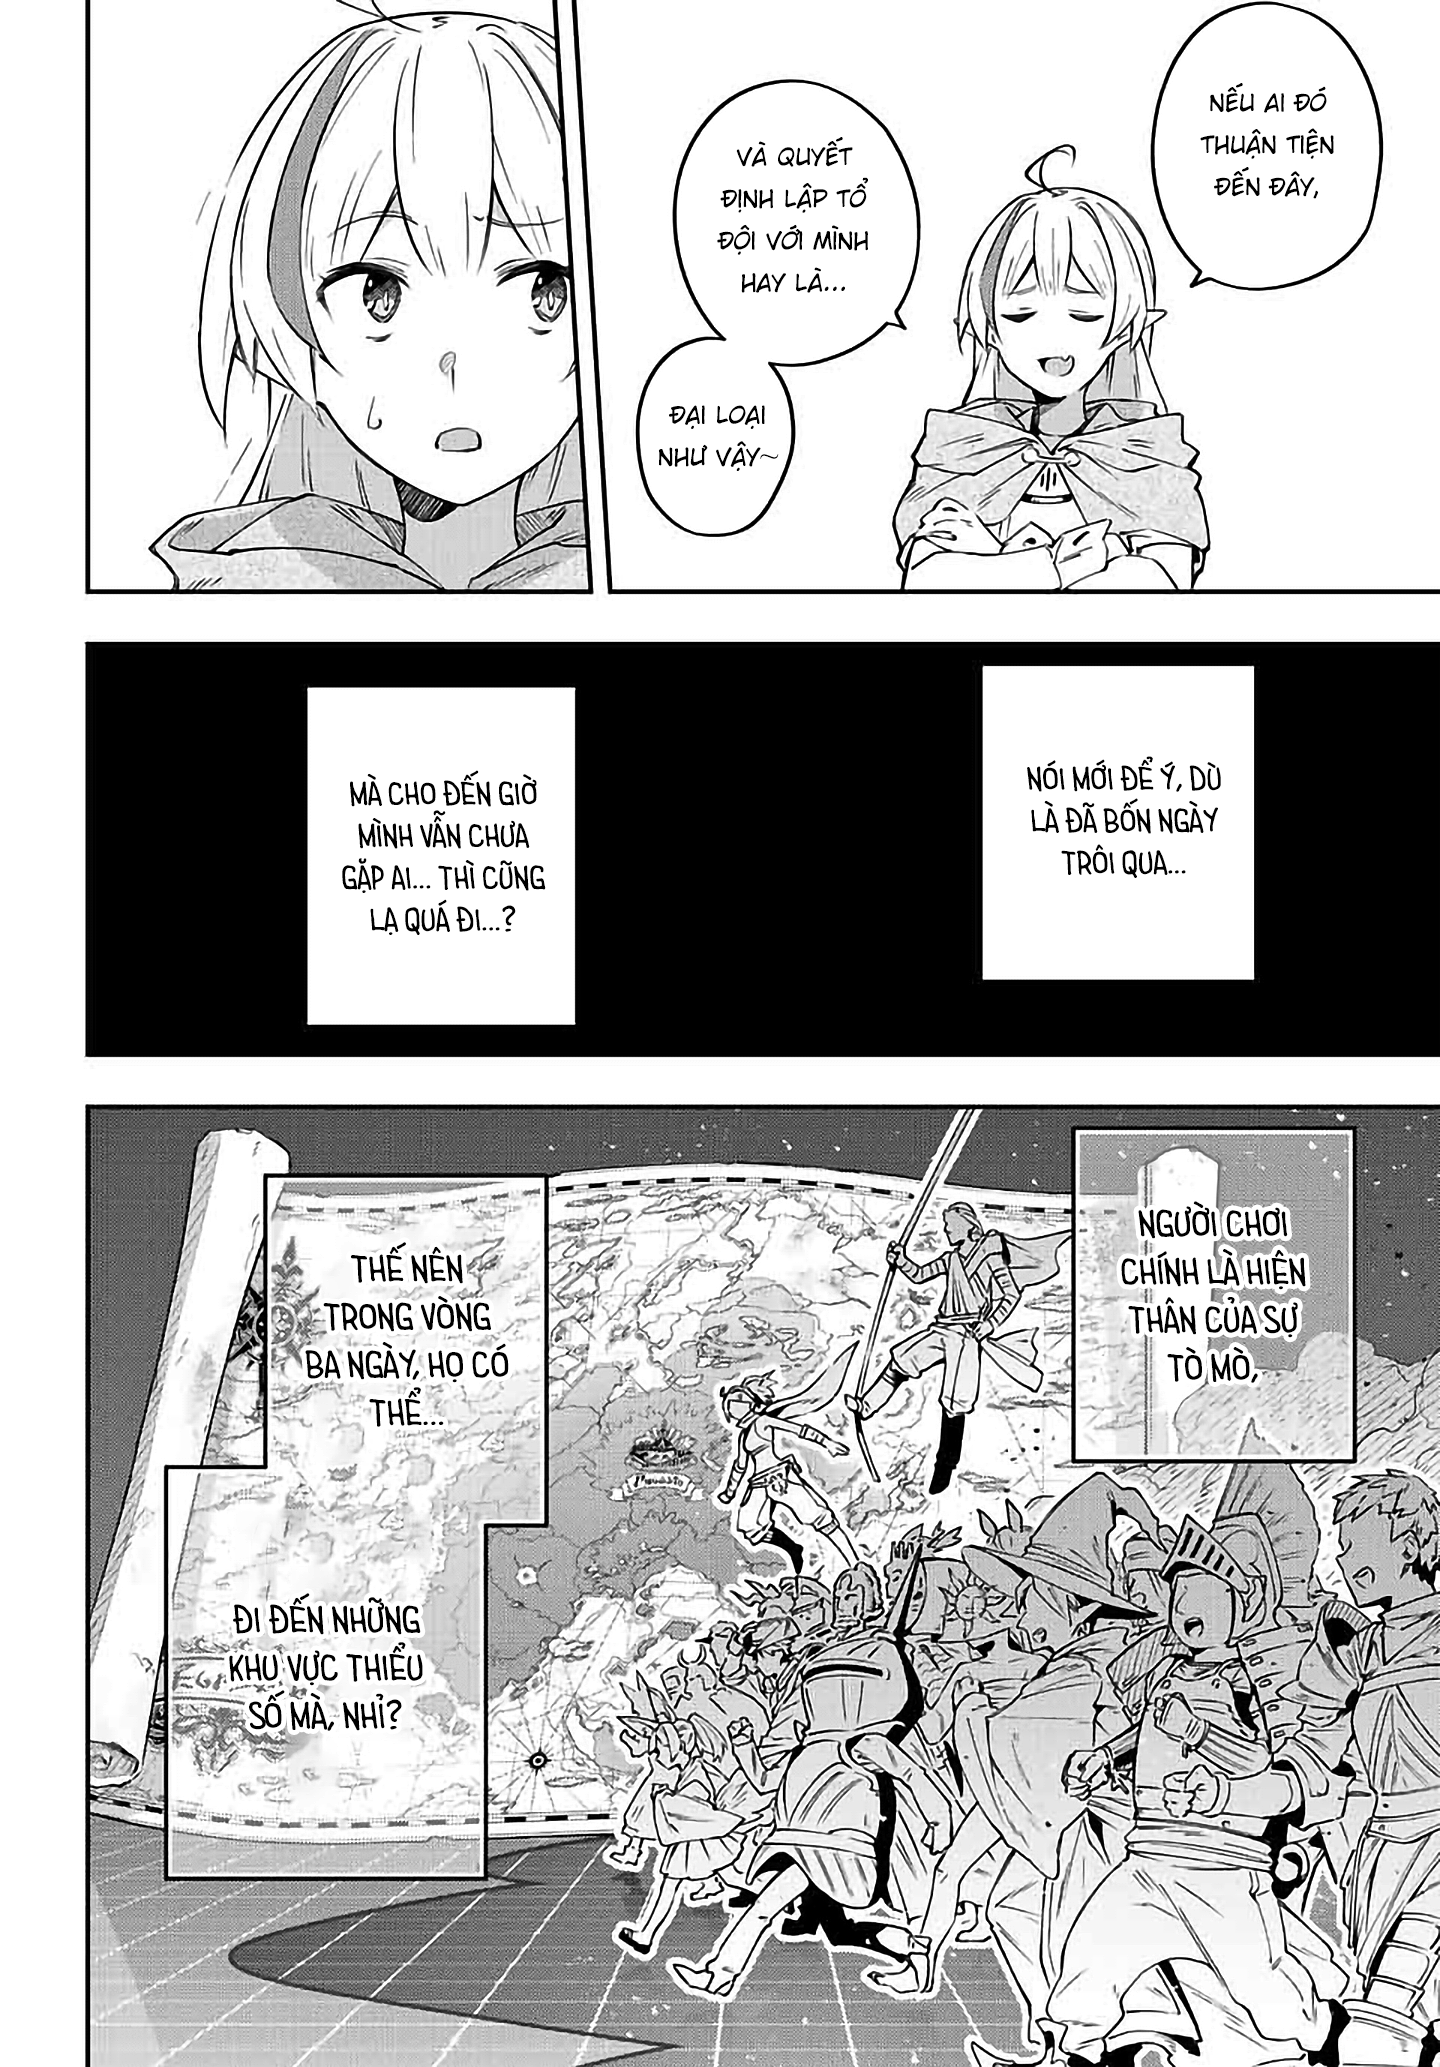 NẾU AI ĐÓ
THUẬN TIỆN
ĐẾN ĐÂY,
VÀ QUYẾT
ĐỊNH LẬP TỔ
ĐỘI VỚI MÌNH
HAY LÀ...
ĐẠI LOẠI
NHƯ VẬY~
NÓI MỚI ĐỂ Ý, DÙ
LÀ ĐÃ BỐN NGÀY
TRÔI QUA...
MÀ CHO ĐẾN GIỜ
MÌNH VẪN CHƯA
GẶP AI... THÌ CŨNG
LẠ QUÁ ĐI...?
NGƯỜI CHƠI
CHÍNH LÀ HIỆN
THÂN CỦA SỰ
TÒ MÒ,
THẾ NÊN
TRONG VÒNG
BA NGÀY, HỌ CÓ
THỂ...
ĐI ĐẾN NHỮNG
KHU VỰC THIỂU
SỐ MÀ, NHỈ?